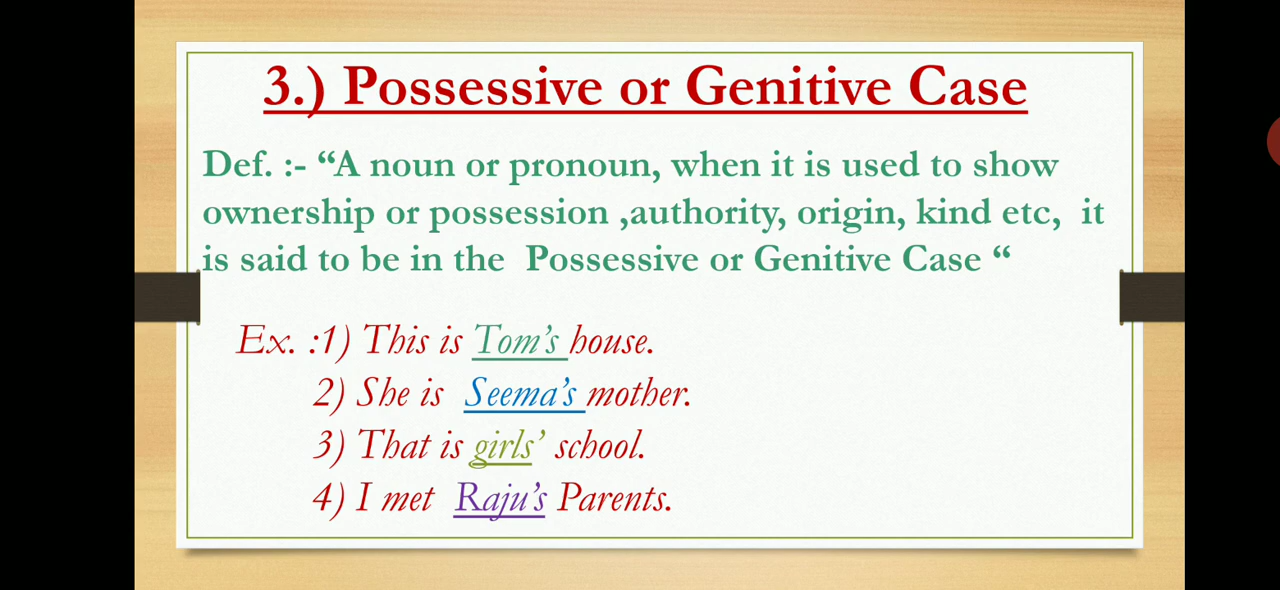 3.) Possessive or Genitive Case
Def. :- “A noun or pronoun, when it is used to show
ownership or possession ,authority, origin, kind etc, it
is said to be in the Possessive or Genitive Case “
Ex. :1) This is Tom’s house.
2) She is Seema’s mother.
3) That is girls’ school.
4) I met Raju’s Parents.